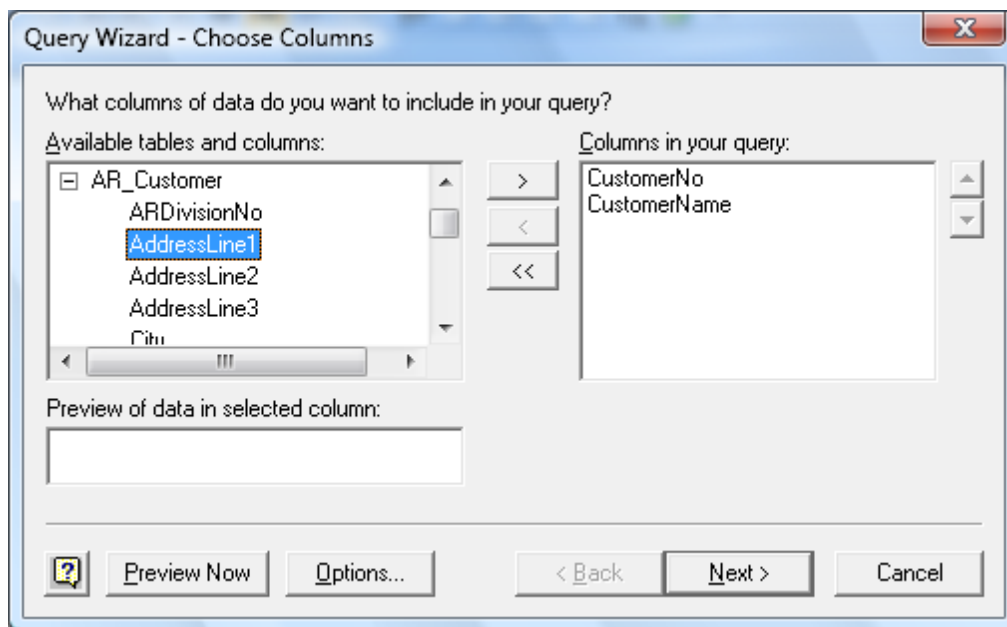 Query Wizard - Choose Columns
What columns of data do you want to include in your query?
Available tables and columns:
AR_Customer
ARDivisionNo
AddressLine1
AddressLine2
AddressLine3
City
>
<
<<
Columns in your query:
CustomerNo
CustomerName
Preview of data in selected column:
Preview Now
Options...
< Back
Next >
Cancel